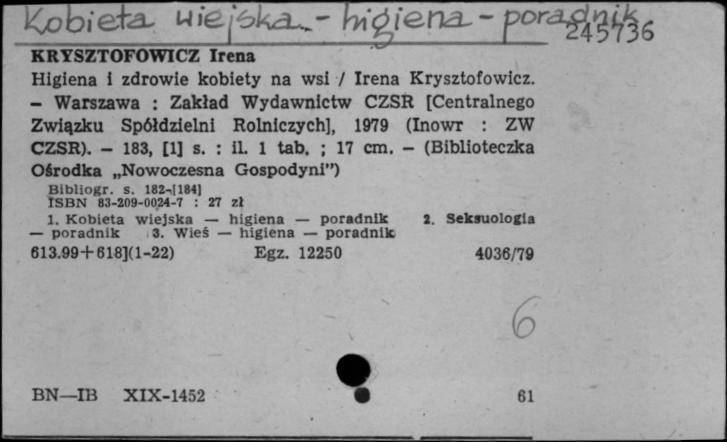 Kobieta wiejska - higiena - poradnik
245736
KRYSZTOFOWICZ Irena
Higiena i zdrowie kobiety na wsi / Irena Krysztofowicz.
– Warszawa : Zakład Wydawnictw CZSR [Centralnego
Związku Spółdzielni Rolniczych], 1979 (Inowr : ZW
CZSR). – 183, [1] s. : il. 1 tab. ; 17 cm. – (Biblioteczka
Ośrodka „Nowoczesna Gospodyni”)
Bibliogr. s. 182-[184]
ISBN 83-209-0024-7 : 27 zł
1. Kobieta wiejska — higiena — poradnik 2. Seksuologia
— poradnik 3. Wieś — higiena — poradnik
613.99+618](1-22) Egz. 12250 4036/79
6
BN—IB XIX-1452 61